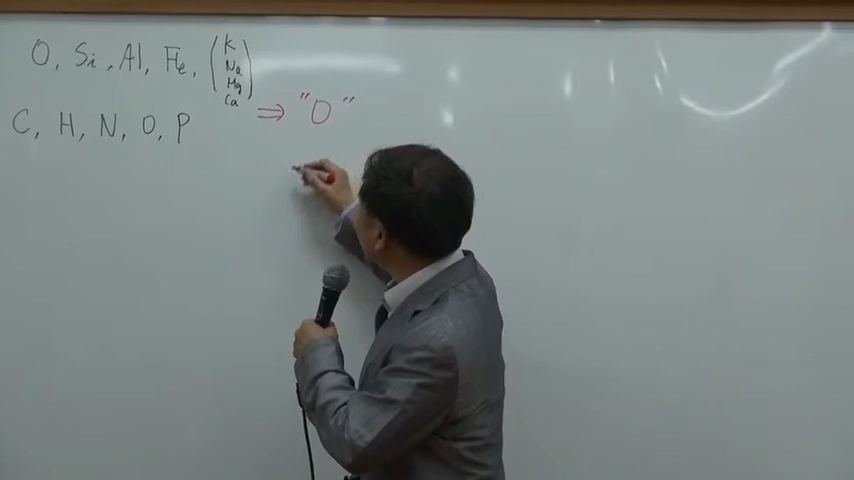 O, Si, Al, Fe, (K
Na
Mg
Ca)
C, H, N, O, P
⇒ "O"